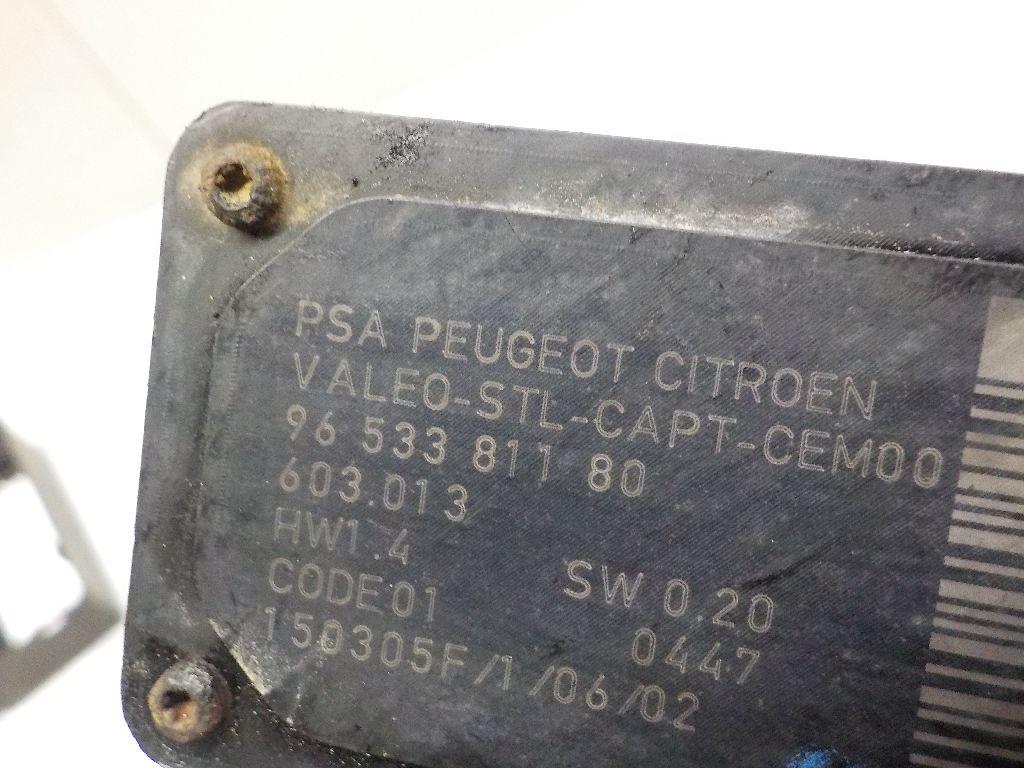 PSA PEUGEOT CITROEN
VALEO-STL-CAPT-CEM00
96 533 811 80
603.013
HW1.4
CODE01 SW 0.20
150305F/1/06/02 0447